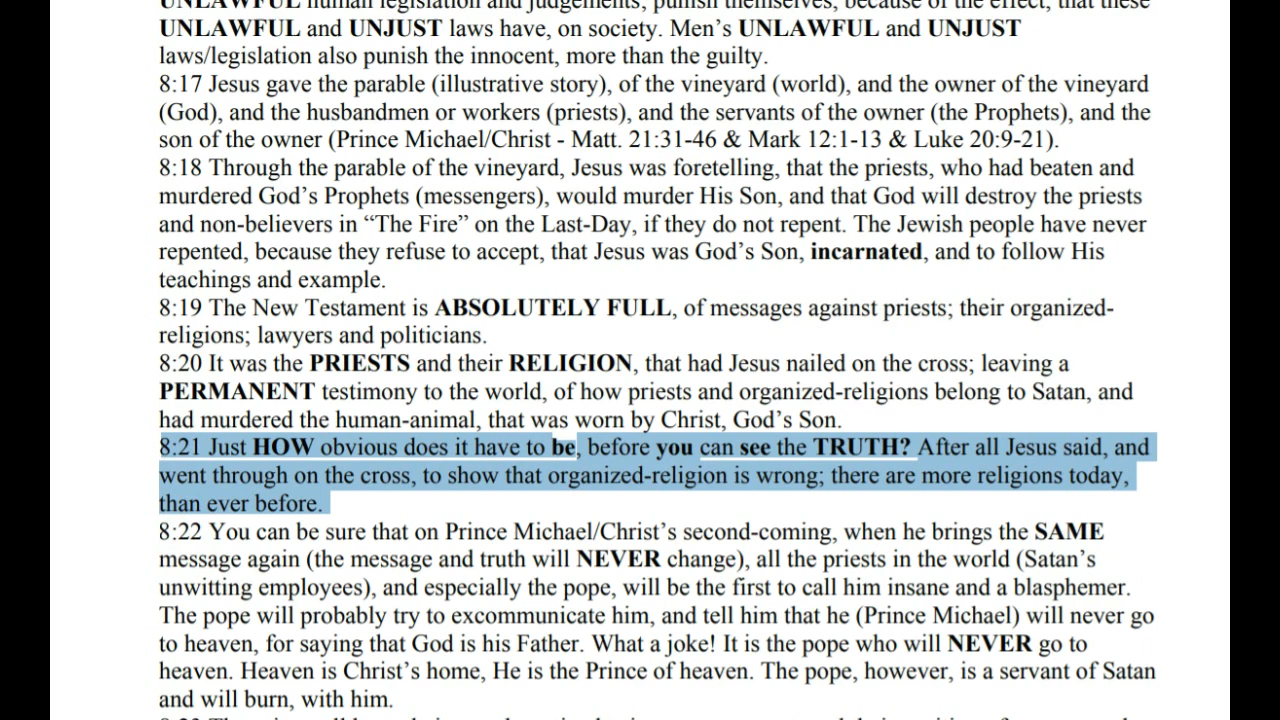 UNLAWFUL human legislation and judgements, punish themselves, because of the effect, that these
UNLAWFUL and UNJUST laws have, on society. Men’s UNLAWFUL and UNJUST
laws/legislation also punish the innocent, more than the guilty.
8:17 Jesus gave the parable (illustrative story), of the vineyard (world), and the owner of the vineyard
(God), and the husbandmen or workers (priests), and the servants of the owner (the Prophets), and the
son of the owner (Prince Michael/Christ - Matt. 21:31-46 & Mark 12:1-13 & Luke 20:9-21).
8:18 Through the parable of the vineyard, Jesus was foretelling, that the priests, who had beaten and
murdered God’s Prophets (messengers), would murder His Son, and that God will destroy the priests
and non-believers in “The Fire” on the Last-Day, if they do not repent. The Jewish people have never
repented, because they refuse to accept, that Jesus was God’s Son, incarnated, and to follow His
teachings and example.
8:19 The New Testament is ABSOLUTELY FULL, of messages against priests; their organized-
religions; lawyers and politicians.
8:20 It was the PRIESTS and their RELIGION, that had Jesus nailed on the cross; leaving a
PERMANENT testimony to the world, of how priests and organized-religions belong to Satan, and
had murdered the human-animal, that was worn by Christ, God’s Son.
8:21 Just HOW obvious does it have to be, before you can see the TRUTH? After all Jesus said, and
went through on the cross, to show that organized-religion is wrong; there are more religions today,
than ever before.
8:22 You can be sure that on Prince Michael/Christ’s second-coming, when he brings the SAME
message again (the message and truth will NEVER change), all the priests in the world (Satan’s
unwitting employees), and especially the pope, will be the first to call him insane and a blasphemer.
The pope will probably try to excommunicate him, and tell him that he (Prince Michael) will never go
to heaven, for saying that God is his Father. What a joke! It is the pope who will NEVER go to
heaven. Heaven is Christ’s home, He is the Prince of heaven. The pope, however, is a servant of Satan
and will burn, with him.